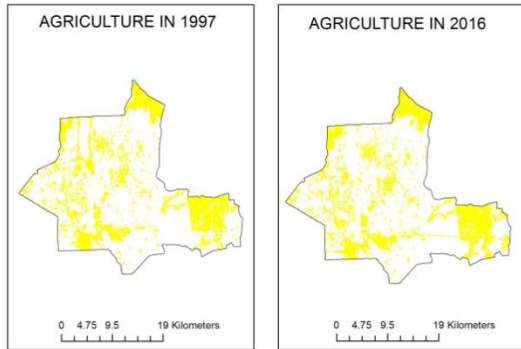 AGRICULTURE IN 1997
0 4.75 9.5 19 Kilometers
AGRICULTURE IN 2016
0 4.75 9.5 19 Kilometers